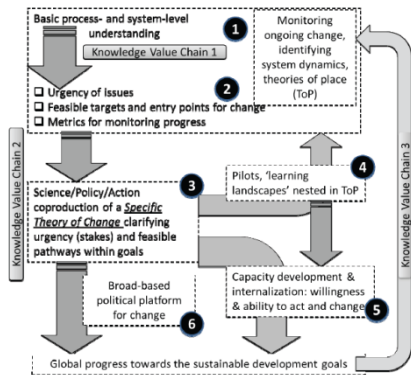 Basic process- and system-level
understanding
1
Knowledge Value Chain 1
Monitoring
ongoing change,
identifying
system dynamics,
theories of place
(ToP)
2
❑ Urgency of issues
❑ Feasible targets and entry points for change
❑ Metrics for monitoring progress
Knowledge Value Chain 2
Knowledge Value Chain 3
3
Science/Policy/Action
coproduction of a Specific
Theory of Change clarifying
urgency (stakes) and feasible
pathways within goals
4
Pilots, ‘learning
landscapes’ nested in ToP
Broad-based
political platform
for change
6
Capacity development &
internalization: willingness
& ability to act and change
5
Global progress towards the sustainable development goals